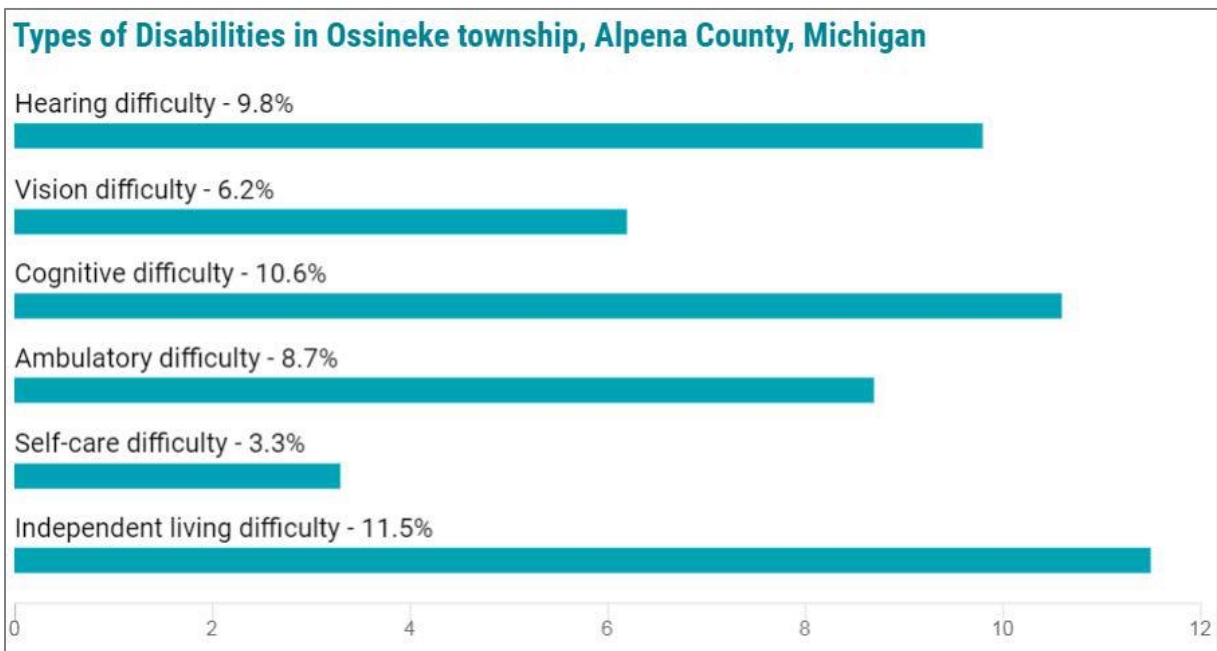 Types of Disabilities in Ossineke township, Alpena County, Michigan
Hearing difficulty - 9.8%
Vision difficulty - 6.2%
Cognitive difficulty - 10.6%
Ambulatory difficulty - 8.7%
Self-care difficulty - 3.3%
Independent living difficulty - 11.5%
0 2 4 6 8 10 12